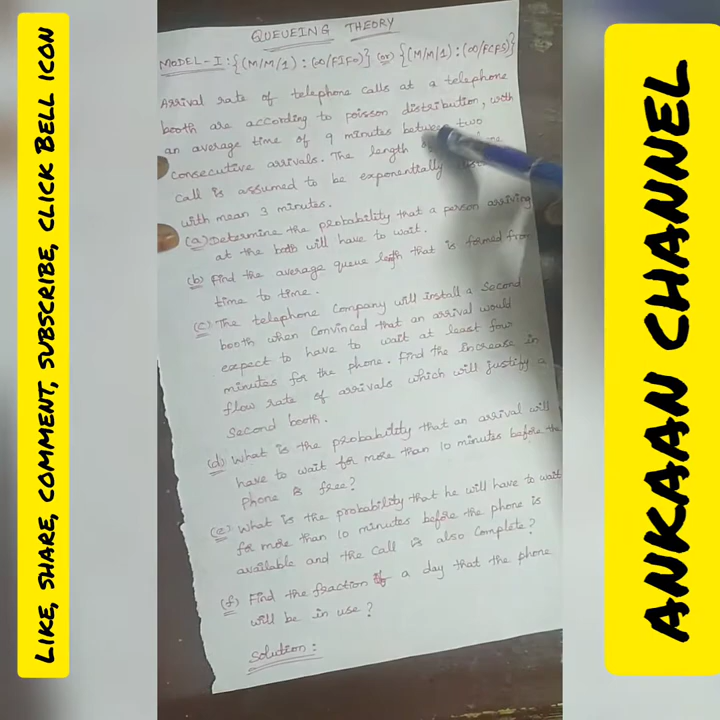 LIKE, SHARE, COMMENT, SUBSCRIBE, CLICK BELL ICON
QUEUEING THEORY
MODEL-I: {(M/M/1) : (∞/FIFO)} (or) {(M/M/1) : (∞/FCFS)}
Arrival rate of telephone calls at a telephone
booth are according to poisson distribution, with
an average time of 9 minutes between two
consecutive arrivals. The length
call is assumed to be exponentially
with mean 3 minutes.
(a) Determine the probability that a person arriving
at the both will have to wait.
(b) Find the average queue length that is formed from
time to time.
(c) The telephone Company will install a Second
booth when Convinced that an arrival would
expect to have to wait at least four
minutes for the phone. Find the Increase in
flow rate of arrivals which will justify a
Second booth.
(d) What is the probability that an arrival will
have to wait for more than 10 minutes before the
Phone is free?
(e) What is the probability that he will have to wait
for more than 10 minutes before the phone is
available and the call is also complete?
(f) Find the fraction of a day that the phone
will be in use?
Solution:
ANKAAN CHANNEL